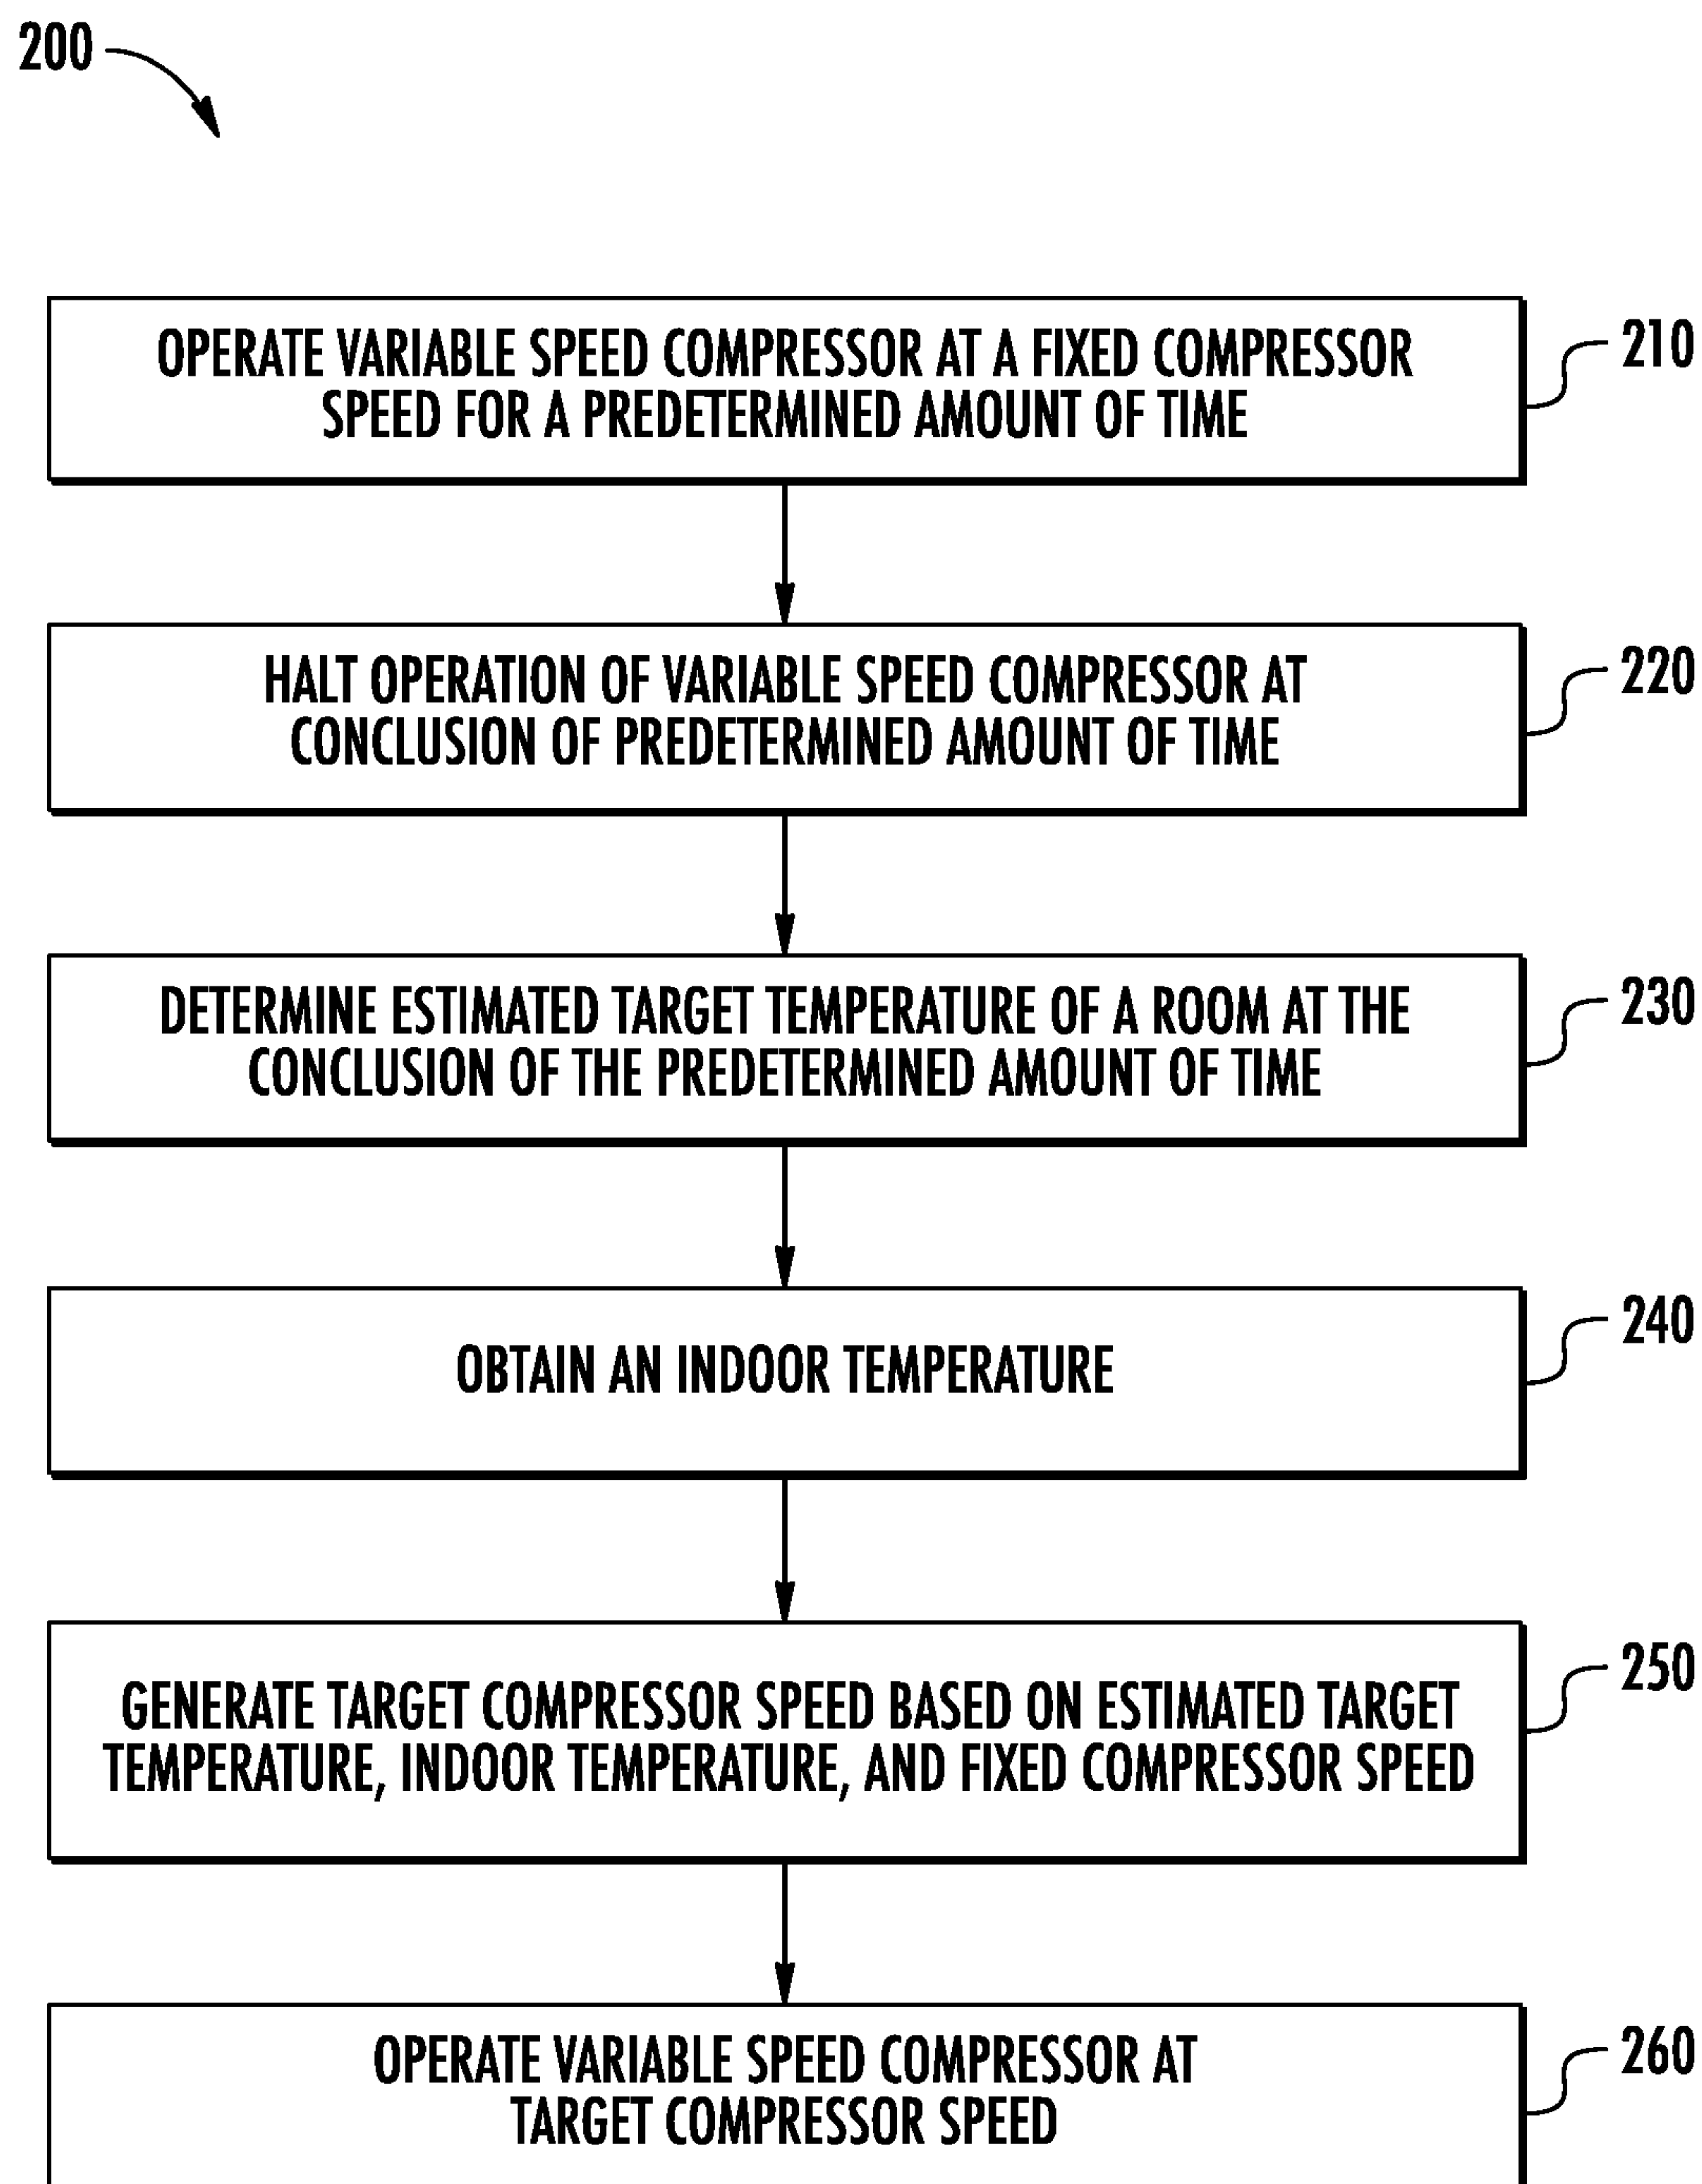 200
OPERATE VARIABLE SPEED COMPRESSOR AT A FIXED COMPRESSOR
SPEED FOR A PREDETERMINED AMOUNT OF TIME
210
HALT OPERATION OF VARIABLE SPEED COMPRESSOR AT
CONCLUSION OF PREDETERMINED AMOUNT OF TIME
220
DETERMINE ESTIMATED TARGET TEMPERATURE OF A ROOM AT THE
CONCLUSION OF THE PREDETERMINED AMOUNT OF TIME
230
OBTAIN AN INDOOR TEMPERATURE
240
GENERATE TARGET COMPRESSOR SPEED BASED ON ESTIMATED TARGET
TEMPERATURE, INDOOR TEMPERATURE, AND FIXED COMPRESSOR SPEED
250
OPERATE VARIABLE SPEED COMPRESSOR AT
TARGET COMPRESSOR SPEED
260